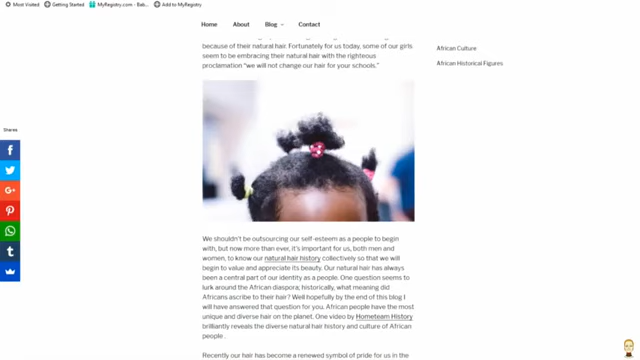 Most Visited Getting Started MyRegistry.com - Bab... Add to MyRegistry
Home About Blog Contact
because of their natural hair. Fortunately for us today, some of our girls
seem to be embracing their natural hair with the righteous
proclamation “we will not change our hair for your schools.”
African Culture
African Historical Figures
Shares
We shouldn't be outsourcing our self-esteem as a people to begin
with, but now more than ever, it's important for us, both men and
women, to know our natural hair history collectively so that we will
begin to value and appreciate its beauty. Our natural hair has always
been a central part of our identity as a people. One question seems to
lurk around the African diaspora; historically, what meaning did
Africans ascribe to their hair? Well hopefully by the end of this blog I
will have answered that question for you. African people have the most
unique and diverse hair on the planet. One video by Hometeam History
brilliantly reveals the diverse natural hair history and culture of African
people .
Recently our hair has become a renewed symbol of pride for us in the